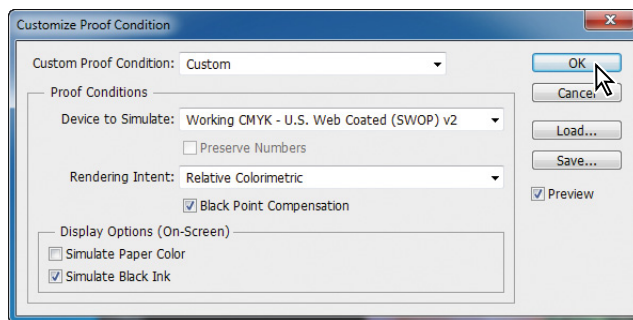 Customize Proof Condition
Custom Proof Condition: Custom
OK
Proof Conditions
Cancel
Device to Simulate: Working CMYK - U.S. Web Coated (SWOP) v2
Load...
Preserve Numbers
Save...
Rendering Intent: Relative Colorimetric
Preview
Black Point Compensation
Display Options (On-Screen)
Simulate Paper Color
Simulate Black Ink